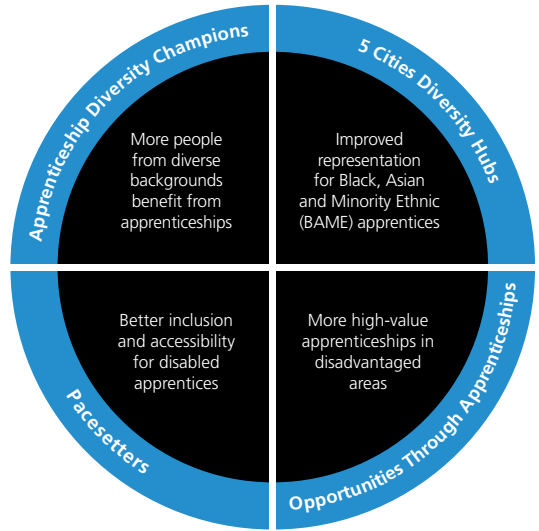 Apprenticeship Diversity Champions
More people
from diverse
backgrounds
benefit from
apprenticeships
5 Cities Diversity Hubs
Improved
representation
for Black, Asian
and Minority Ethnic
(BAME) apprentices
Pacesetters
Better inclusion
and accessibility
for disabled
apprentices
Opportunities Through Apprenticeships
More high-value
apprenticeships in
disadvantaged
areas